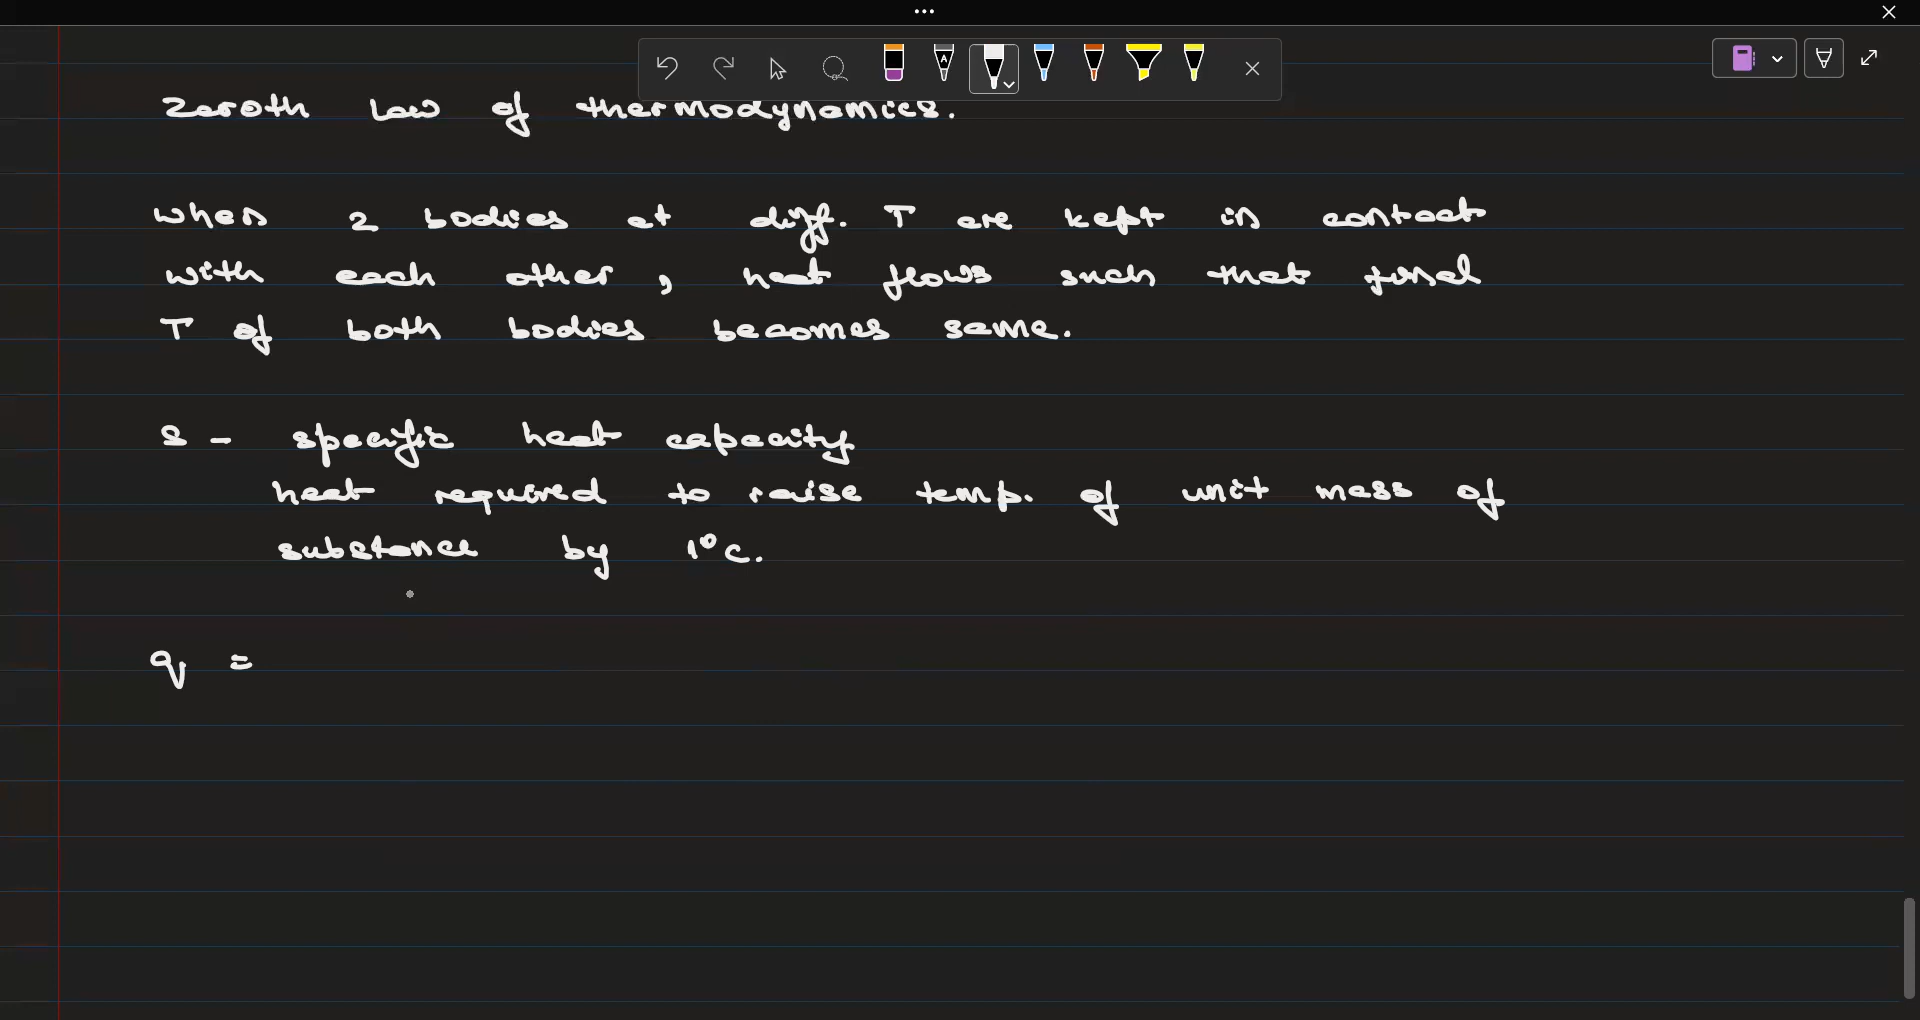 Zeroth Law of thermodynamics.
When 2 bodies at diff. T are kept in contact
with each other, heat flows such that final
T of both bodies becomes same.
s - specific heat capacity
heat required to raise temp. of unit mass of
substance by 1°C.
q =